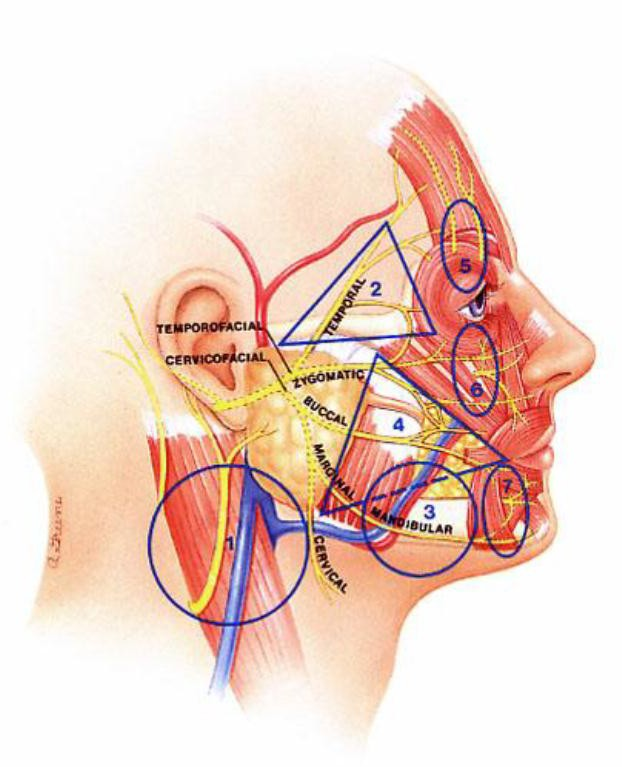 5
2
TEMPORAL
TEMPOROFACIAL
CERVICOFACIAL
ZYGOMATIC
6
BUCCAL
4
MARGINAL
MANDIBULAR
7
3
1
CERVICAL